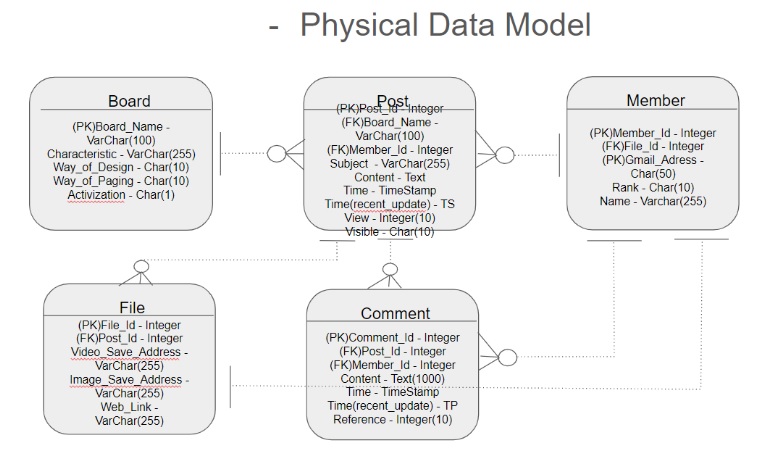 - Physical Data Model
Board
(PK)Board_Name -
VarChar(100)
Characteristic - VarChar(255)
Way_of_Design - Char(10)
Way_of_Paging - Char(10)
Activization - Char(1)
Post
(PK)Post_Id - Integer
(FK)Board_Name -
VarChar(100)
(FK)Member_Id - Integer
Subject - VarChar(255)
Content - Text
Time - TimeStamp
Time(recent_update) - TS
View - Integer(10)
Visible - Char(10)
Member
(PK)Member_Id - Integer
(FK)File_Id - Integer
(PK)Gmail_Adress -
Char(50)
Rank - Char(10)
Name - Varchar(255)
File
(PK)File_Id - Integer
(FK)Post_Id - Integer
Video_Save_Address -
VarChar(255)
Image_Save_Address -
VarChar(255)
Web_Link -
VarChar(255)
Comment
(PK)Comment_Id - Integer
(FK)Post_Id - Integer
(FK)Member_Id - Integer
Content - Text(1000)
Time - TimeStamp
Time(recent_update) - TP
Reference - Integer(10)